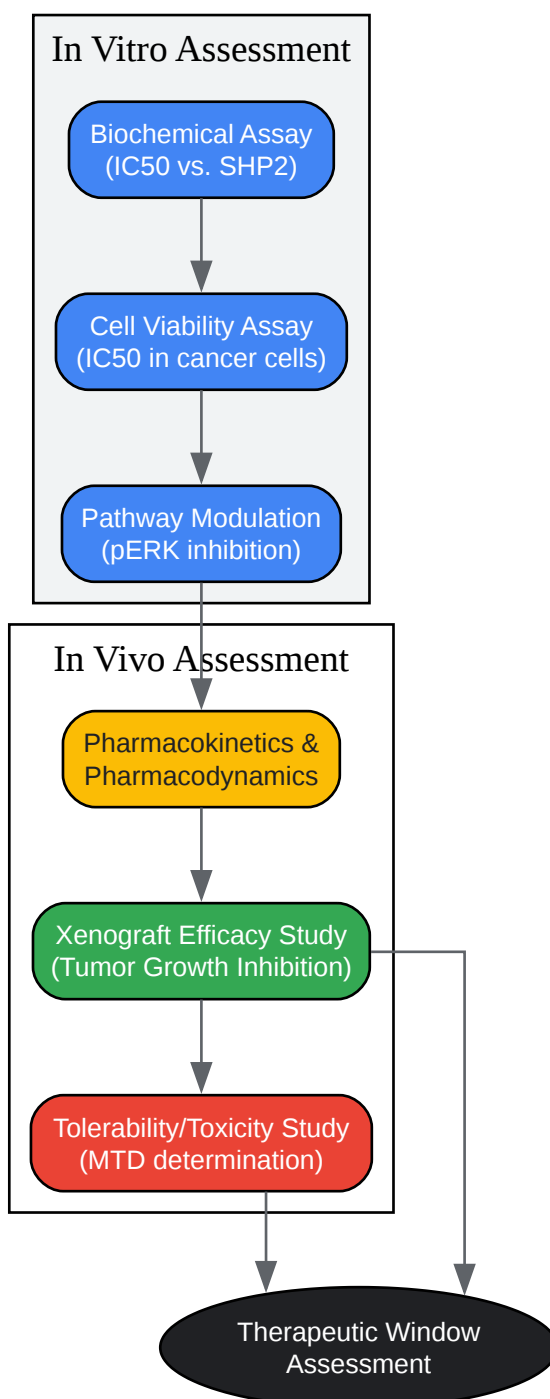 In Vitro Assessment
Biochemical Assay
(IC50 vs. SHP2)
Cell Viability Assay
(IC50 in cancer cells)
Pathway Modulation
(pERK inhibition)
In Vivo Assessment
Pharmacokinetics &
Pharmacodynamics
Xenograft Efficacy Study
(Tumor Growth Inhibition)
Tolerability/Toxicity Study
(MTD determination)
Therapeutic Window
Assessment